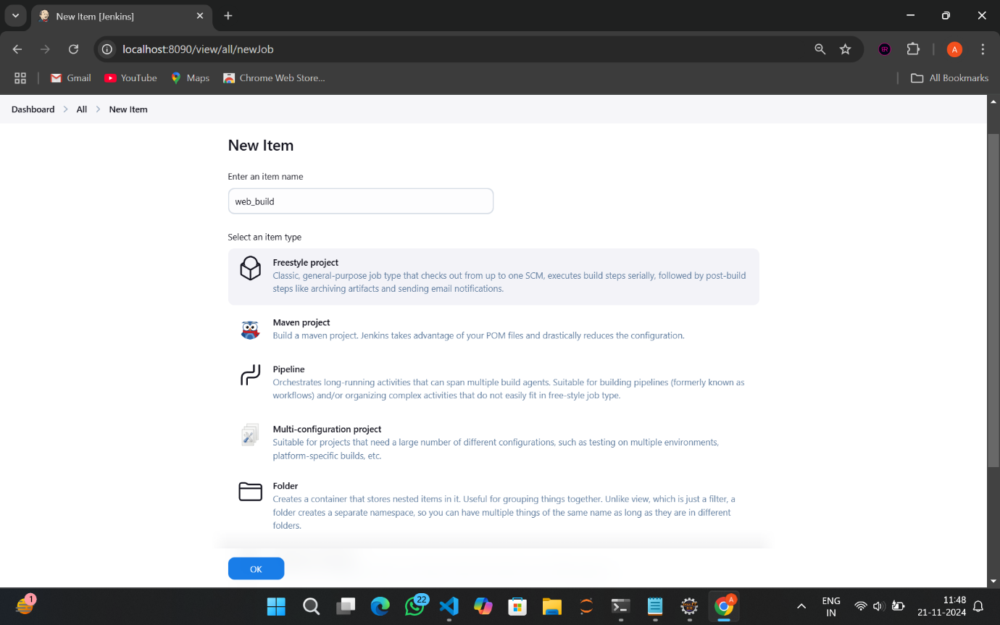 New Item [Jenkins]
localhost:8090/view/all/newJob
BR
A
Gmail
YouTube
Maps
Chrome Web Store...
All Bookmarks
Dashboard
All
New Item
New Item
Enter an item name
web_build
Select an item type
Freestyle project
Classic, general-purpose job type that checks out from up to one SCM, executes build steps serially, followed by post-build
steps like archiving artifacts and sending email notifications.
Maven project
Build a maven project. Jenkins takes advantage of your POM files and drastically reduces the configuration.
Pipeline
Orchestrates long-running activities that can span multiple build agents. Suitable for building pipelines (formerly known as
workflows) and/or organizing complex activities that do not easily fit in free-style job type.
Multi-configuration project
Suitable for projects that need a large number of different configurations, such as testing on multiple environments,
platform-specific builds, etc.
Folder
Creates a container that stores nested items in it. Useful for grouping things together. Unlike view, which is just a filter, a
folder creates a separate namespace, so you can have multiple things of the same name as long as they are in different
folders.
OK
1
22
A
ENG
IN
11:48
21-11-2024